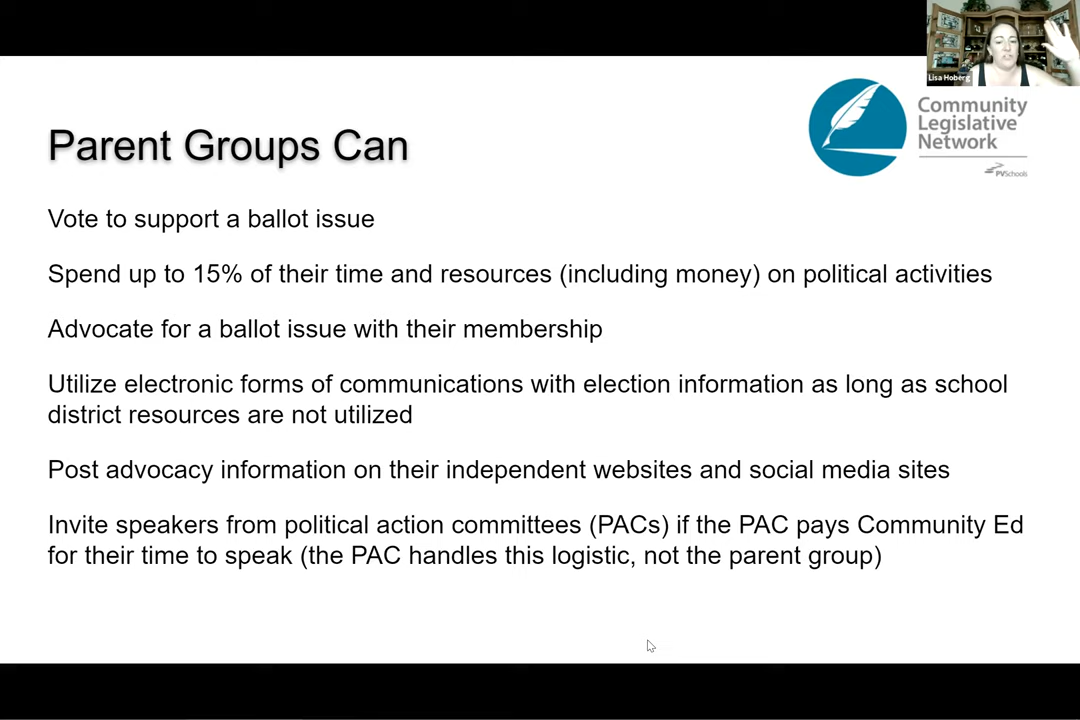 Lisa Hoberg
Community
Legislative
Network
PVSchools
Parent Groups Can
Vote to support a ballot issue
Spend up to 15% of their time and resources (including money) on political activities
Advocate for a ballot issue with their membership
Utilize electronic forms of communications with election information as long as school
district resources are not utilized
Post advocacy information on their independent websites and social media sites
Invite speakers from political action committees (PACs) if the PAC pays Community Ed
for their time to speak (the PAC handles this logistic, not the parent group)